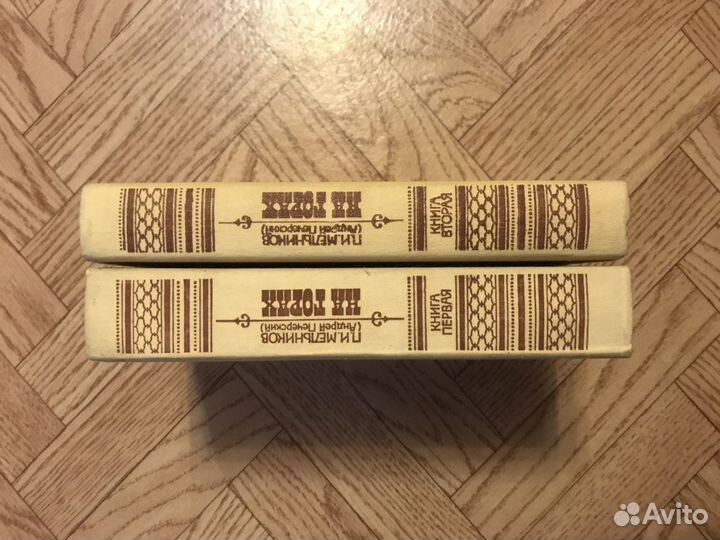 П.И.МЕЛЬНИКОВ
(Андрей Печерский)
НА ГОРАХ
КНИГА
ВТОРАЯ
П.И.МЕЛЬНИКОВ
(Андрей Печерский)
НА ГОРАХ
КНИГА
ПЕРВАЯ
Avito